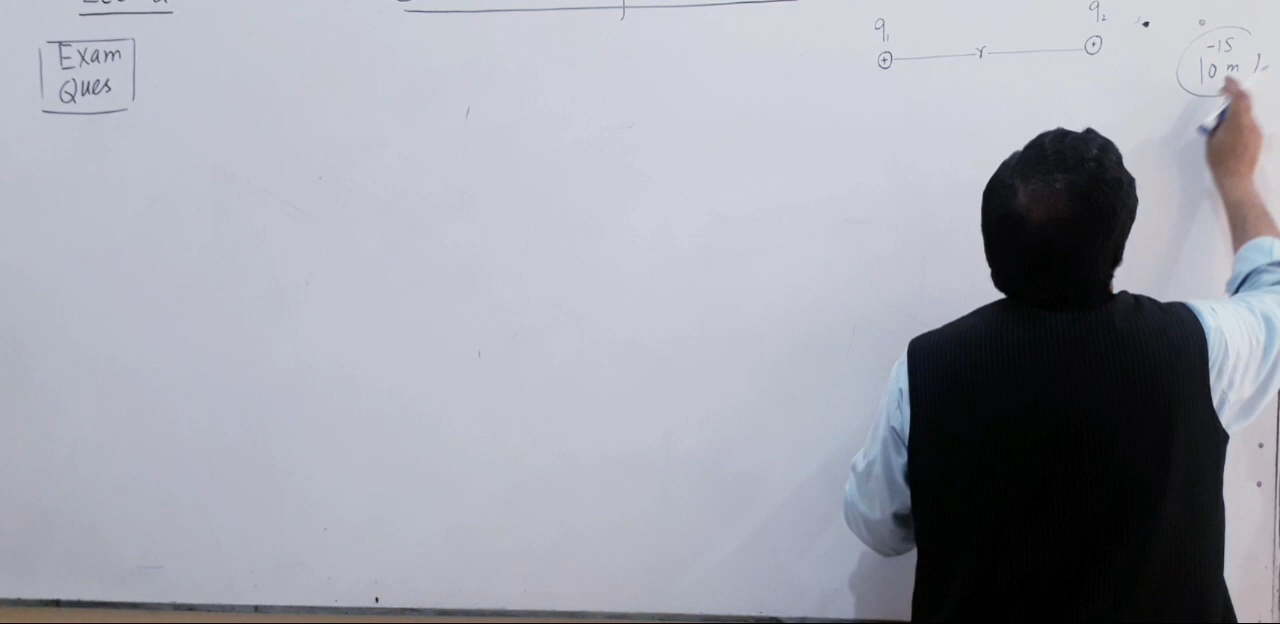 Exam
Ques
q₁
q₂
r
10⁻¹⁵ m